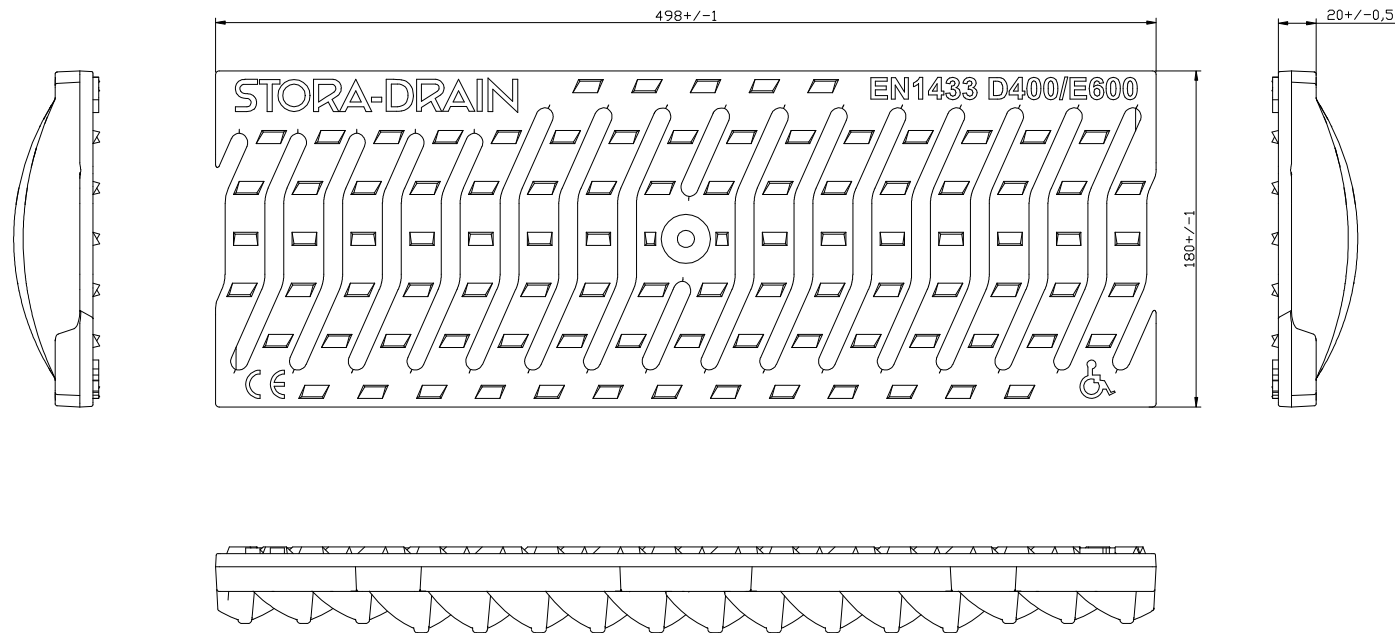 498+/-1
20+/-0,5
STORA-DRAIN
EN1433 D400/E600
180+/-1
CE